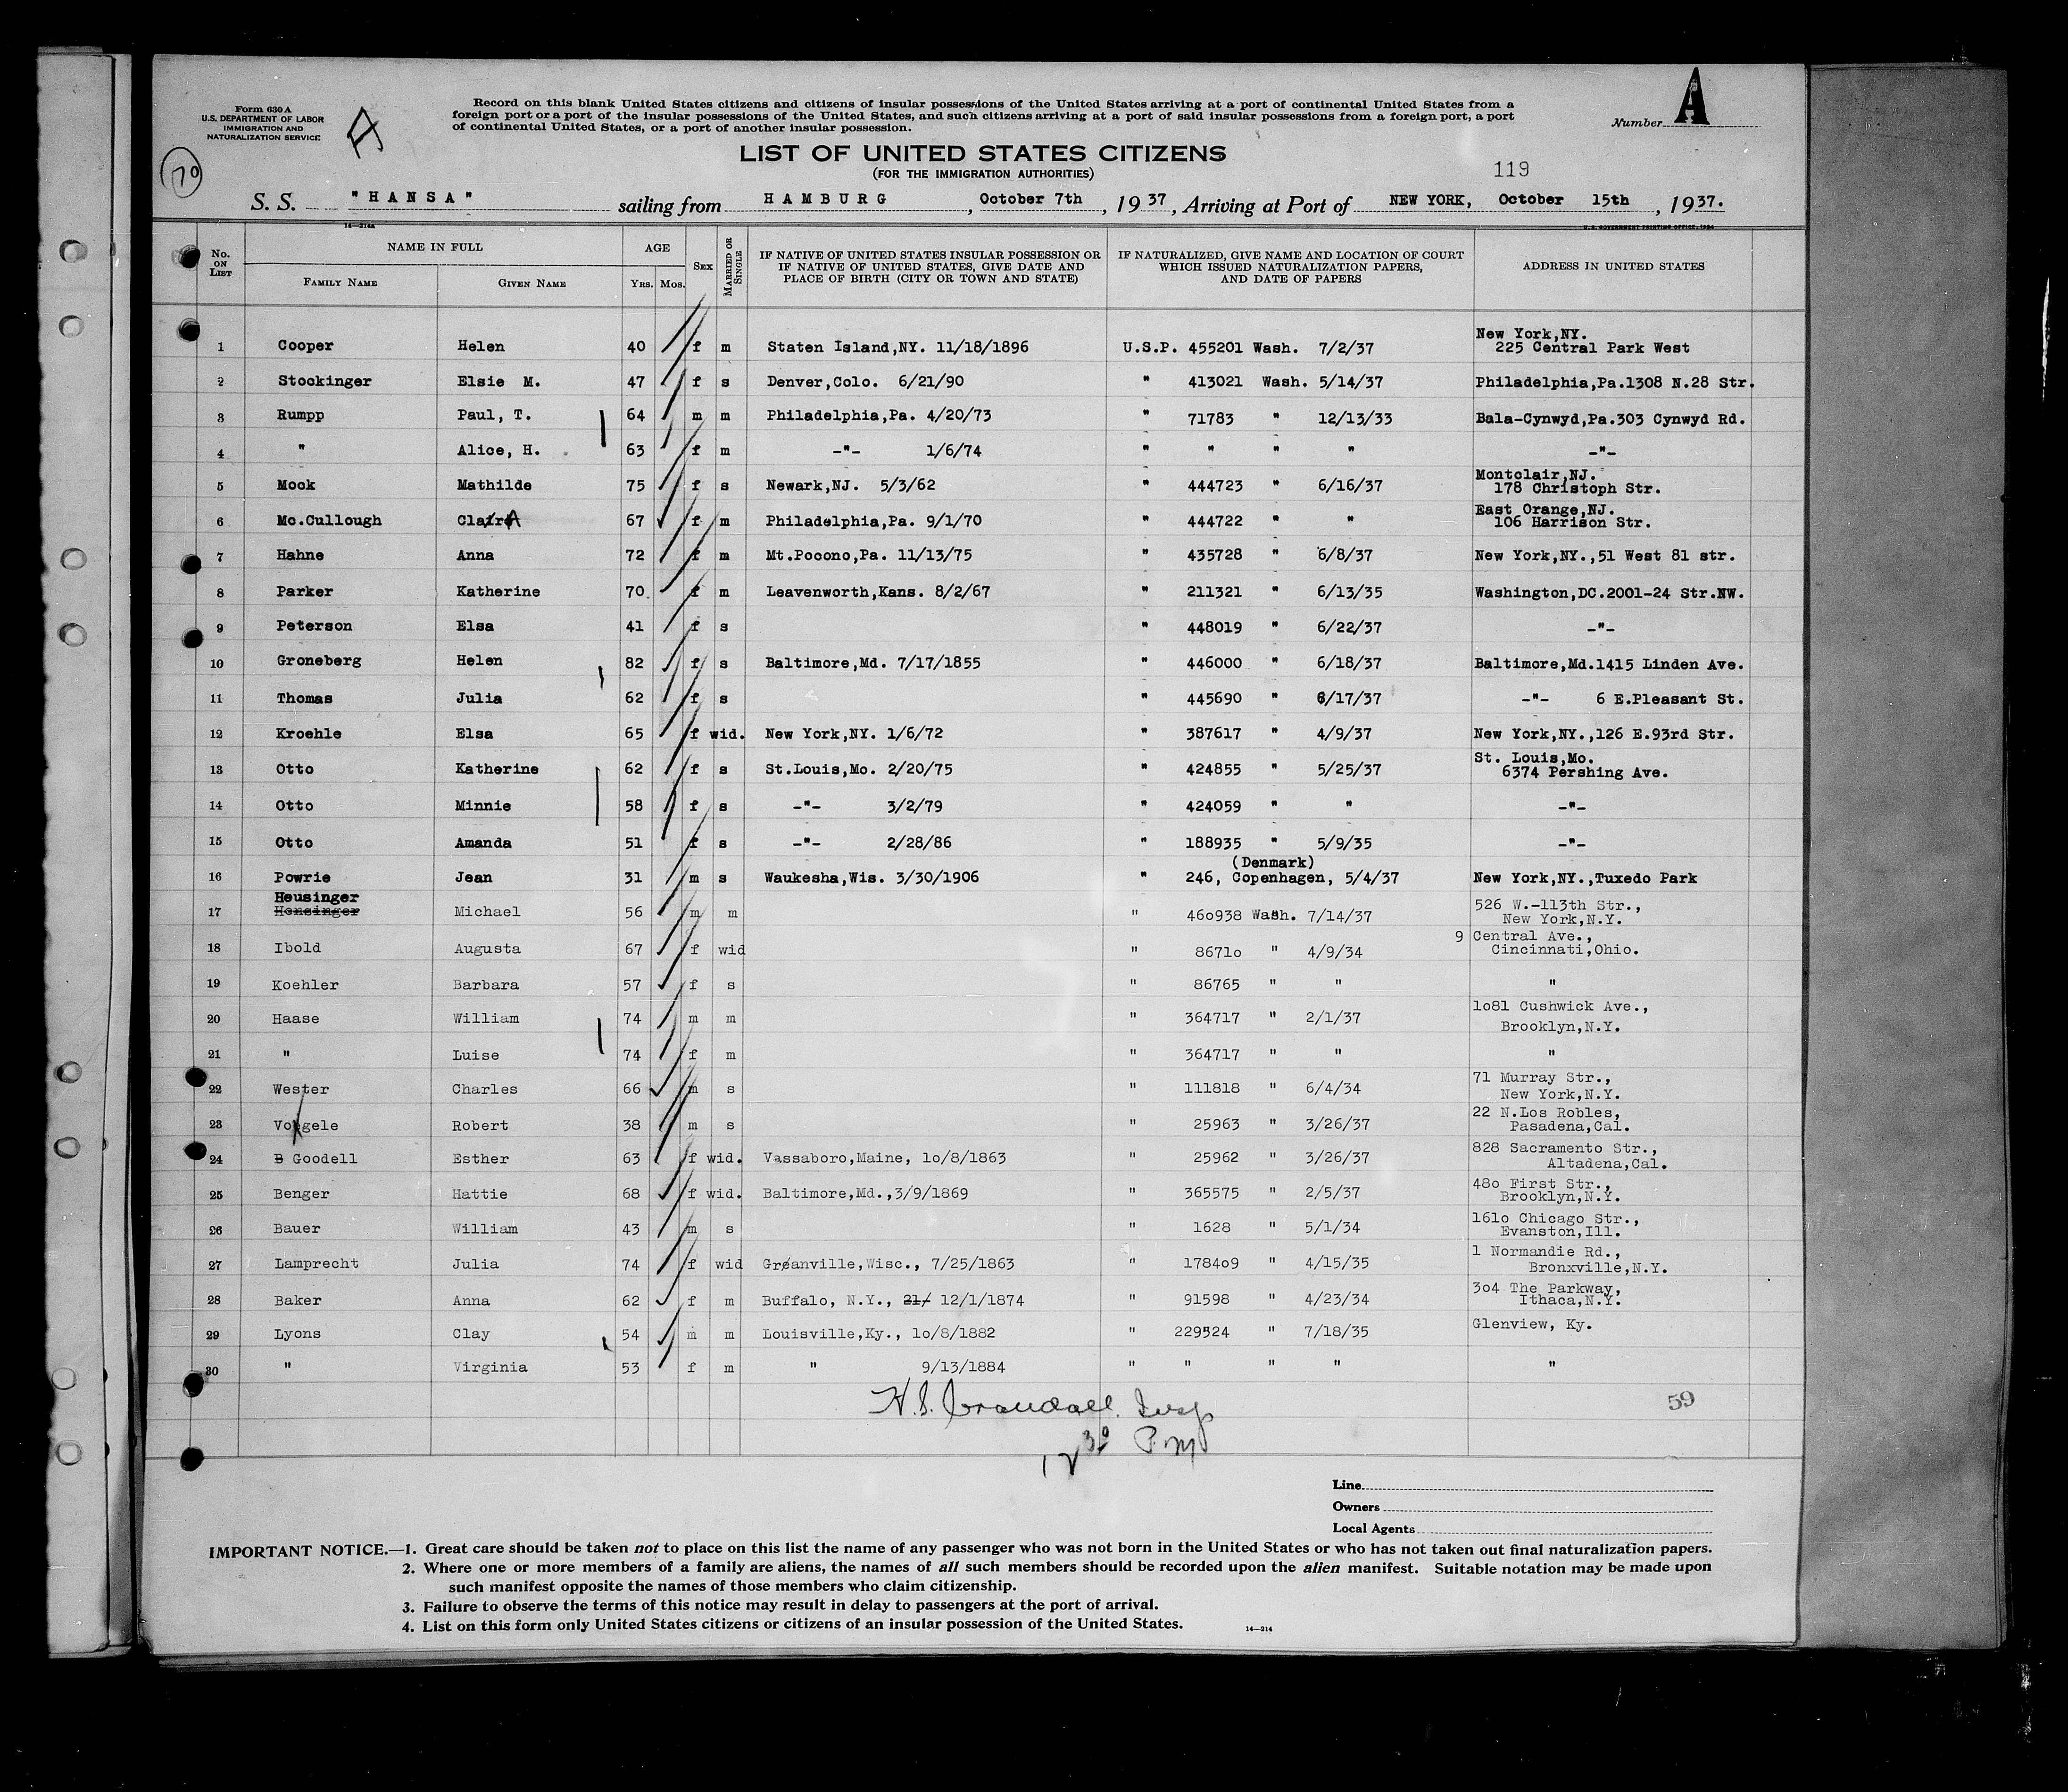 Form 630 A
U.S. DEPARTMENT OF LABOR
IMMIGRATION AND
NATURALIZATION SERVICE
A
70
Record on this blank United States citizens and citizens of insular possessions of the United States arriving at a port of continental United States from a
foreign port or a port of the insular possessions of the United States, and such citizens arriving at a port of said insular possessions from a foreign port, a port
of continental United States, or a port of another insular possession.
Number A
LIST OF UNITED STATES CITIZENS
(FOR THE IMMIGRATION AUTHORITIES)
119
S. S. "HANSA" sailing from HAMBURG, October 7th, 1937, Arriving at Port of NEW YORK, October 15th, 1937.
14—214A
U.S. GOVERNMENT PRINTING OFFICE: 1934
No. ON LIST
NAME IN FULL
FAMILY NAME
GIVEN NAME
AGE
YRS. MOS.
SEX
MARRIED OR SINGLE
IF NATIVE OF UNITED STATES INSULAR POSSESSION OR
IF NATIVE OF UNITED STATES, GIVE DATE AND
PLACE OF BIRTH (CITY OR TOWN AND STATE)
IF NATURALIZED, GIVE NAME AND LOCATION OF COURT
WHICH ISSUED NATURALIZATION PAPERS,
AND DATE OF PAPERS
ADDRESS IN UNITED STATES
1 Cooper Helen 40 f m Staten Island,NY. 11/18/1896 U.S.P. 455201 Wash. 7/2/37 New York,NY.
225 Central Park West
2 Stockinger Elsie M. 47 f s Denver,Colo. 6/21/90 " 413021 Wash. 5/14/37 Philadelphia,Pa.1308 N.28 Str.
3 Rumpp Paul, T. 64 m m Philadelphia,Pa. 4/20/73 " 71783 " 12/13/33 Bala-Cynwyd,Pa.303 Cynwyd Rd.
4 " Alice, H. 63 f m -"- 1/6/74 " " " " -"-
5 Mock Mathilde 75 f s Newark,NJ. 5/3/62 " 444723 " 6/16/37 Montclair,NJ.
178 Christoph Str.
6 Mc.Cullough ClairA 67 f m Philadelphia,Pa. 9/1/70 " 444722 " " East Orange,NJ.
106 Harrison Str.
7 Hahne Anna 72 f m Mt.Pocono,Pa. 11/13/75 " 435728 " 6/8/37 New York,NY.,51 West 81 str.
8 Parker Katherine 70. f m Leavenworth,Kans. 8/2/67 " 211321 " 6/13/35 Washington,DC.2001-24 Str.NW.
9 Peterson Elsa 41 f s " 448019 " 6/22/37 -"-
10 Groneberg Helen 82 f s Baltimore,Md. 7/17/1855 " 446000 " 6/18/37 Baltimore,Md.1415 Linden Ave.
11 Thomas Julia 62 f s " 445690 " 6/17/37 -"- 6 E.Pleasant St.
12 Kroehle Elsa 65 f wid. New York,NY. 1/6/72 " 387617 " 4/9/37 New York,NY.,126 E.93rd Str.
13 Otto Katherine 62 f s St.Louis,Mo. 2/20/75 " 424855 " 5/25/37 St. Louis,Mo.
6374 Pershing Ave.
14 Otto Minnie 58 f s -"- 3/2/79 " 424059 " " -"-
15 Otto Amanda 51 f s -"- 2/28/86 " 188935 " 5/9/35 -"-
(Denmark)
16 Powrie Jean 31 m s Waukesha,Wis. 3/30/1906 " 246, Copenhagen, 5/4/37 New York,NY.,Tuxedo Park
Heusinger
17 Hensinger Michael 56 m m " 460938 Wash. 7/14/37 526 W.-113th Str.,
New York,N.Y.
18 Ibold Augusta 67 f wid " 86710 " 4/9/34 9 Central Ave.,
Cincinnati,Ohio.
19 Koehler Barbara 57 f s " 86765 " " "
20 Haase William 74 m m " 364717 " 2/1/37 1081 Cushwick Ave.,
Brooklyn,N.Y.
21 " Luise 74 f m " 364717 " " "
22 Wester Charles 66 m s " 111818 " 6/4/34 71 Murray Str.,
New York,N.Y.
23 Vogele Robert 38 m s " 25963 " 3/26/37 22 N.Los Robles,
Pasadena,Cal.
24 B Goodell Esther 63 f wid. Vassaboro,Maine, 10/8/1863 " 25962 " 3/26/37 828 Sacramento Str.,
Altadena,Cal.
25 Benger Hattie 68 f wid. Baltimore,Md.,3/9/1869 " 365575 " 2/5/37 480 First Str.,
Brooklyn,N.Y.
26 Bauer William 43 m s " 1628 " 5/1/34 1610 Chicago Str.,
Evanston,Ill.
27 Lamprecht Julia 74 f wid Greanville,Wisc., 7/25/1863 " 178409 " 4/15/35 1 Normandie Rd.,
Bronxville,N.Y.
28 Baker Anna 62 f m Buffalo, N.Y., 21/ 12/1/1874 " 91598 " 4/23/34 304 The Parkway,
Ithaca,N.Y.
29 Lyons Clay 54 m m Louisville,Ky., 10/8/1882 " 229524 " 7/18/35 Glenview, Ky.
30 " Virginia 53 f m " 9/13/1884 " " " " "
H.S. Crandall. Insp
59
12 30 P.M
Line
Owners
Local Agents
IMPORTANT NOTICE.—1. Great care should be taken not to place on this list the name of any passenger who was not born in the United States or who has not taken out final naturalization papers.
2. Where one or more members of a family are aliens, the names of all such members should be recorded upon the alien manifest. Suitable notation may be made upon
such manifest opposite the names of those members who claim citizenship.
3. Failure to observe the terms of this notice may result in delay to passengers at the port of arrival.
4. List on this form only United States citizens or citizens of an insular possession of the United States.
14—214